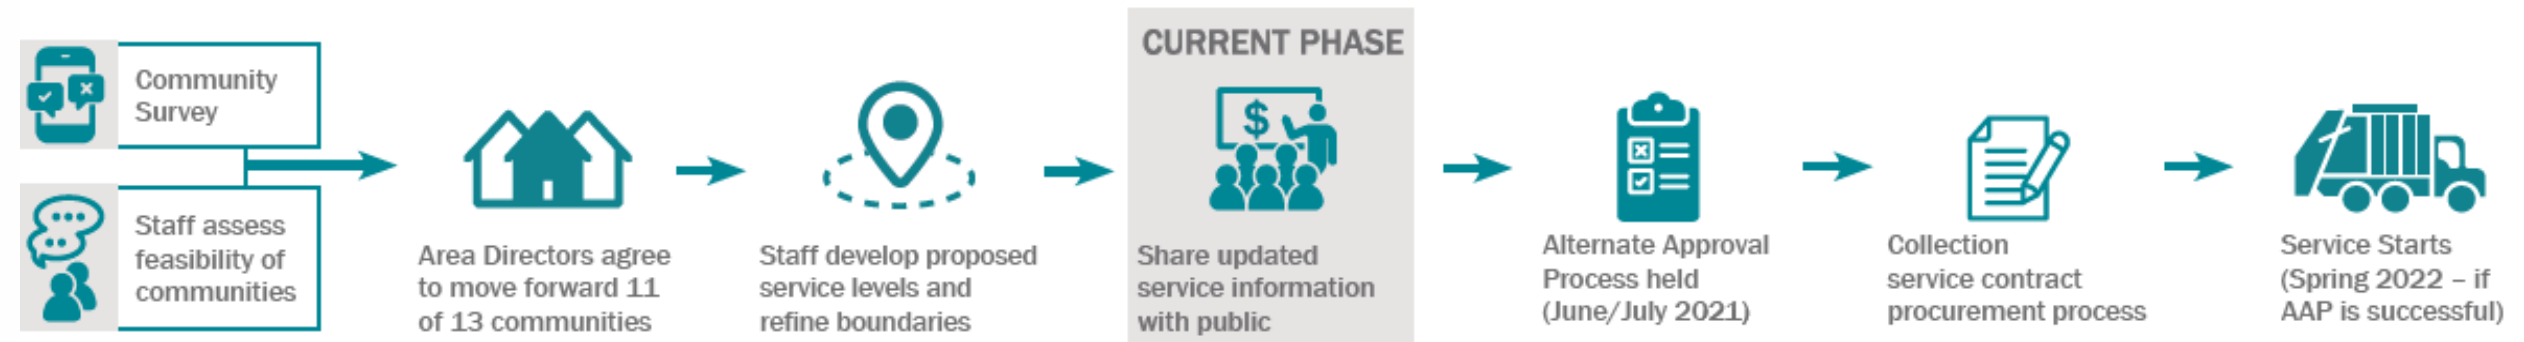 Community
Survey
Staff assess
feasibility of
communities
Area Directors agree
to move forward 11
of 13 communities
Staff develop proposed
service levels and
refine boundaries
CURRENT PHASE
$
Share updated
service information
with public
Alternate Approval
Process held
(June/July 2021)
Collection
service contract
procurement process
Service Starts
(Spring 2022 – if
AAP is successful)